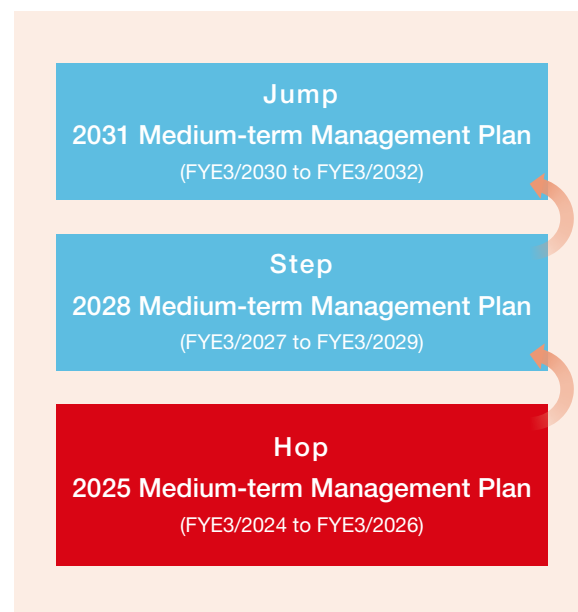 Jump
2031 Medium-term Management Plan
(FYE3/2030 to FYE3/2032)
Step
2028 Medium-term Management Plan
(FYE3/2027 to FYE3/2029)
Hop
2025 Medium-term Management Plan
(FYE3/2024 to FYE3/2026)